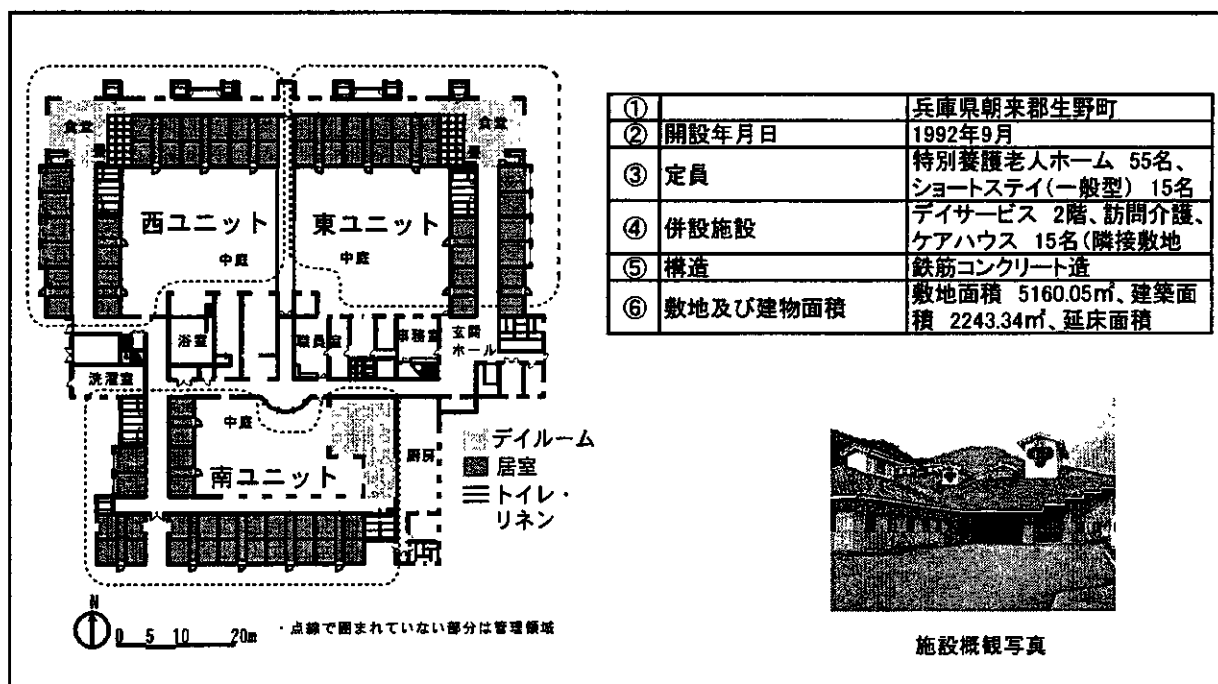 食堂
食堂
西ユニット
東ユニット
中庭
中庭
浴室
職員室
事務室
玄関
ホール
洗濯室
中庭
南ユニット
厨房
デイルーム
居室
トイレ・
リネン
N
0 5 10 20m
・点線で囲まれていない部分は管理領域
① 兵庫県朝来郡生野町
② 開設年月日 1992年9月
③ 定員 特別養護老人ホーム 55名、
ショートステイ(一般型) 15名
④ 併設施設 デイサービス 2階、訪問介護、
ケアハウス 15名(隣接敷地
⑤ 構造 鉄筋コンクリート造
⑥ 敷地及び建物面積 敷地面積 5160.05㎡、建築面
積 2243.34㎡、延床面積
施設概観写真